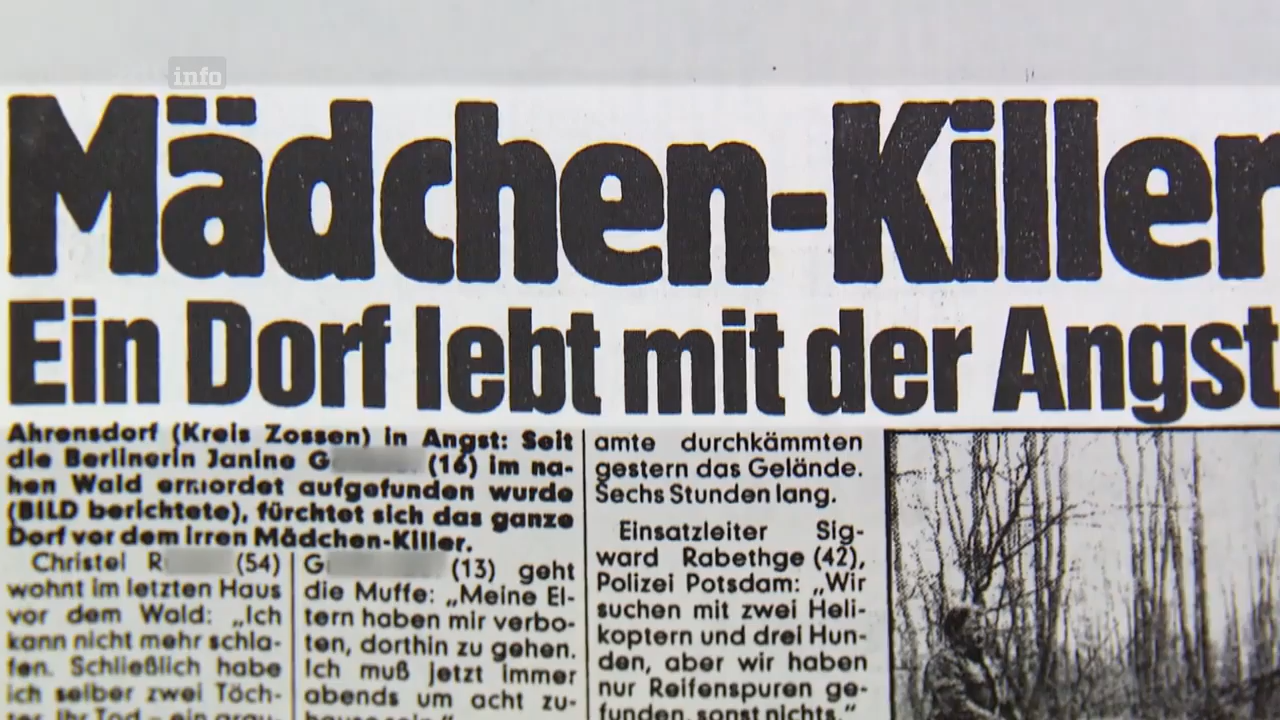 info
Mädchen-Killer
Ein Dorf lebt mit der Angst
Ahrensdorf (Kreis Zossen) in Angst: Seit
die Berlinerin Janine G (16) im na-
hen Wald ermordet aufgefunden wurde
(BILD berichtete), fürchtet sich das ganze
Dorf vor dem irren Mädchen-Killer.
Christel R (54)
wohnt im letzten Haus
vor dem Wald: „Ich
kann nicht mehr schla-
fen. Schließlich habe
ich selber zwei Töch-
ter. Ihr Tod – ein
G (13) geht
die Muffe: „Meine El-
tern haben mir verbo-
ten, dorthin zu gehen.
Ich muß jetzt immer
abends um acht zu-
hause sein."
amte durchkämmten
gestern das Gelände.
Sechs Stunden lang.
Einsatzleiter Sig-
ward Rabethge (42),
Polizei Potsdam: „Wir
suchen mit zwei Heli-
koptern und drei Hun-
den, aber wir haben
nur Reifenspuren ge-
funden, sonst nichts."